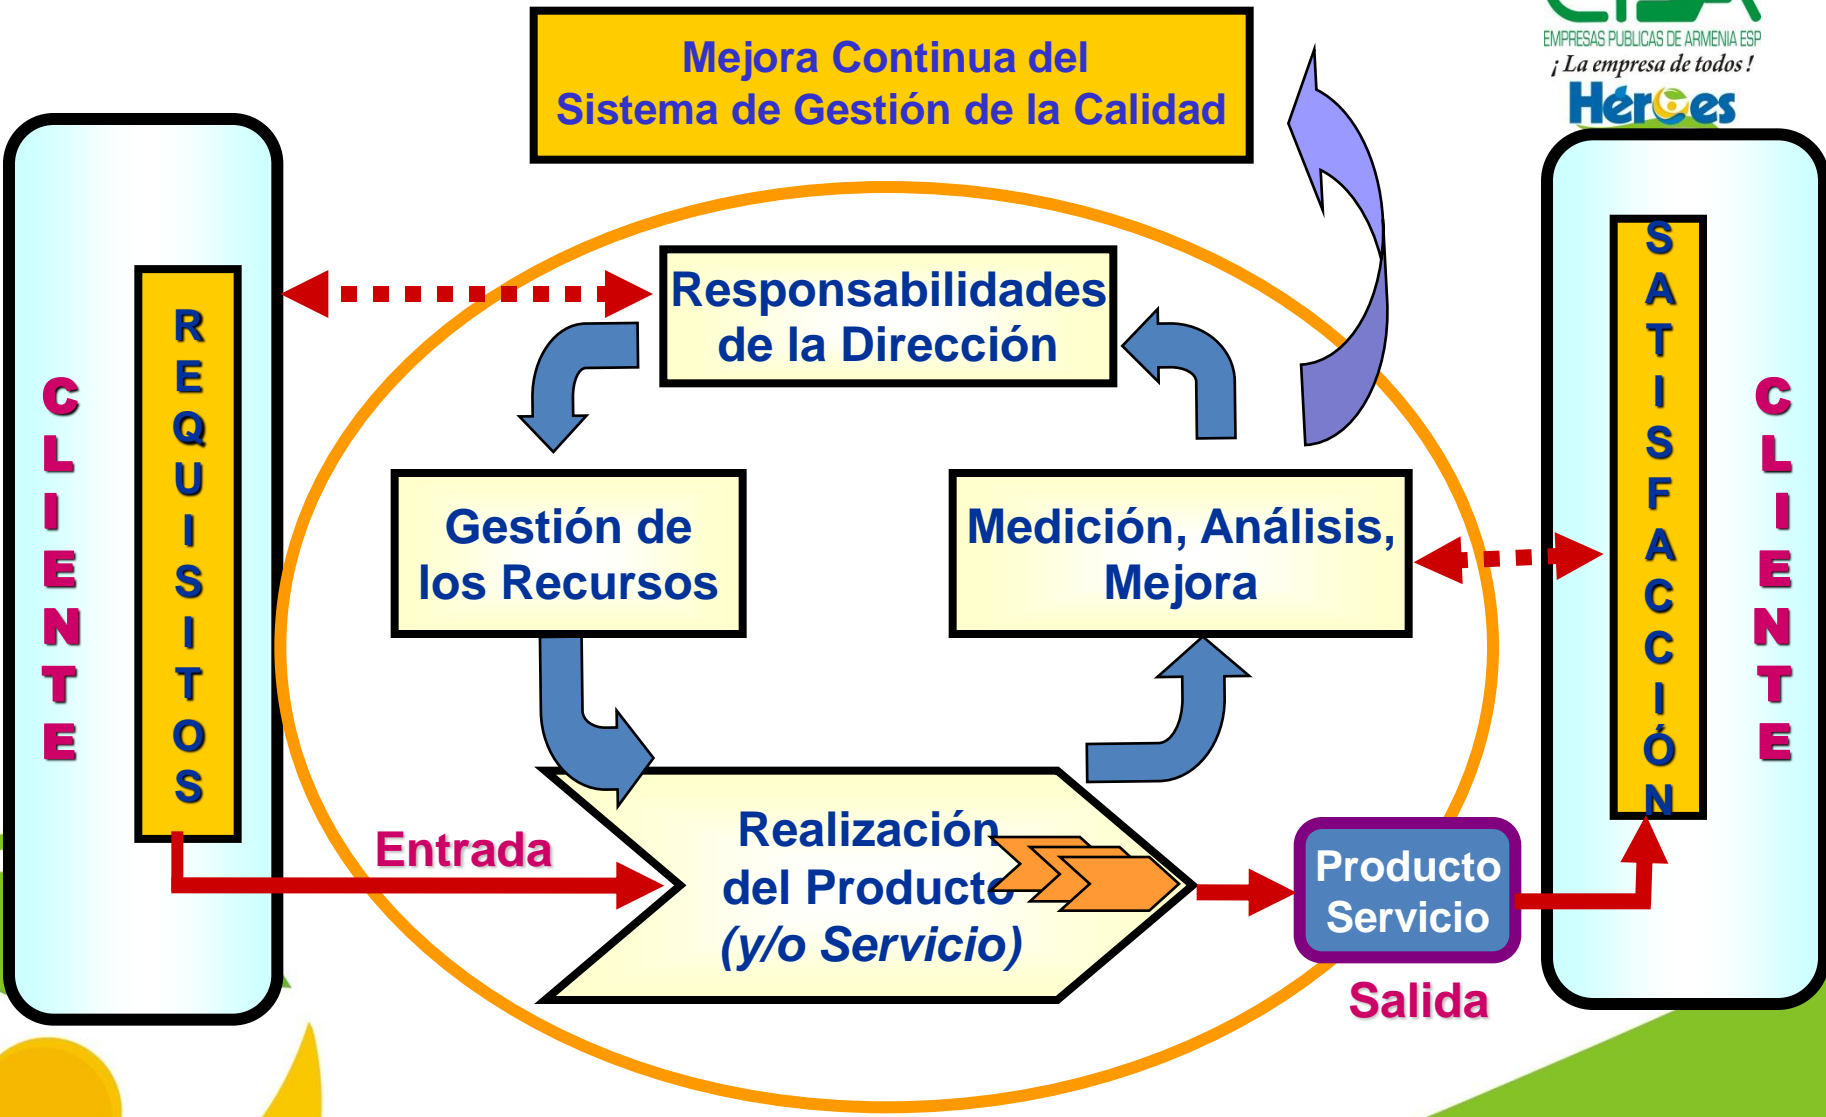 Mejora Continua del
Sistema de Gestión de la Calidad
EMPRESAS PUBLICAS DE ARMENIA ESP
¡La empresa de todos!
Héroes
CLIENTE
REQUISITOS
Responsabilidades
de la Dirección
Gestión de
los Recursos
Medición, Análisis,
Mejora
SATISFACCIÓN
CLIENTE
Entrada
Realización
del Producto
(y/o Servicio)
Producto
Servicio
Salida